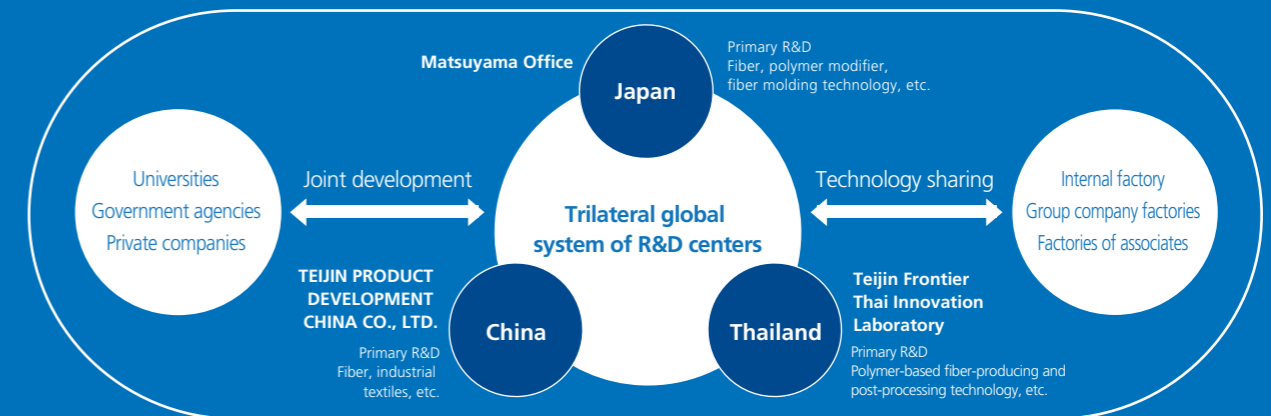 Matsuyama Office
Japan
Primary R&D
Fiber, polymer modifier,
fiber molding technology, etc.
Universities
Government agencies
Private companies
Joint development
Trilateral global
system of R&D centers
Technology sharing
Internal factory
Group company factories
Factories of associates
TEIJIN PRODUCT
DEVELOPMENT
CHINA CO., LTD.
Primary R&D
Fiber, industrial
textiles, etc.
China
Thailand
Teijin Frontier
Thai Innovation
Laboratory
Primary R&D
Polymer-based fiber-producing and
post-processing technology, etc.